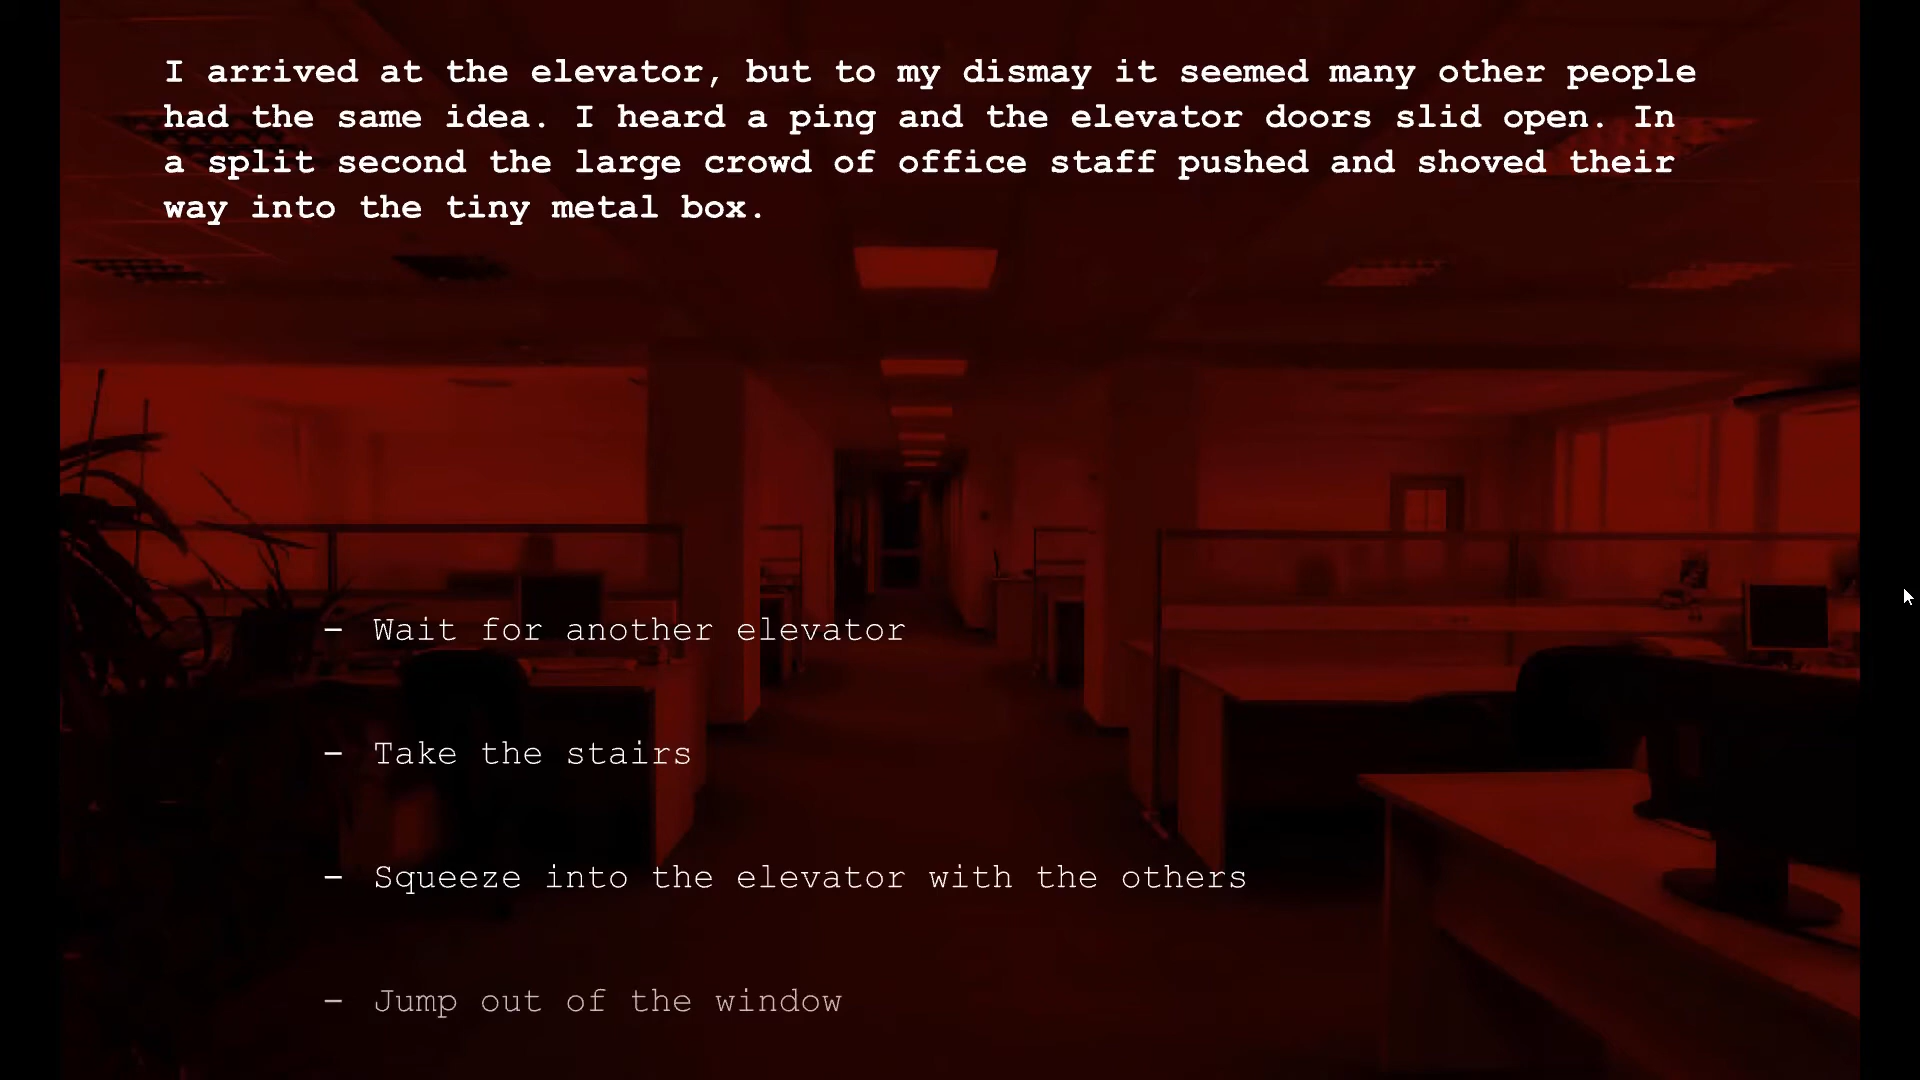 I arrived at the elevator, but to my dismay it seemed many other people
had the same idea. I heard a ping and the elevator doors slid open. In
a split second the large crowd of office staff pushed and shoved their
way into the tiny metal box.
- Wait for another elevator
- Take the stairs
- Squeeze into the elevator with the others
- Jump out of the window